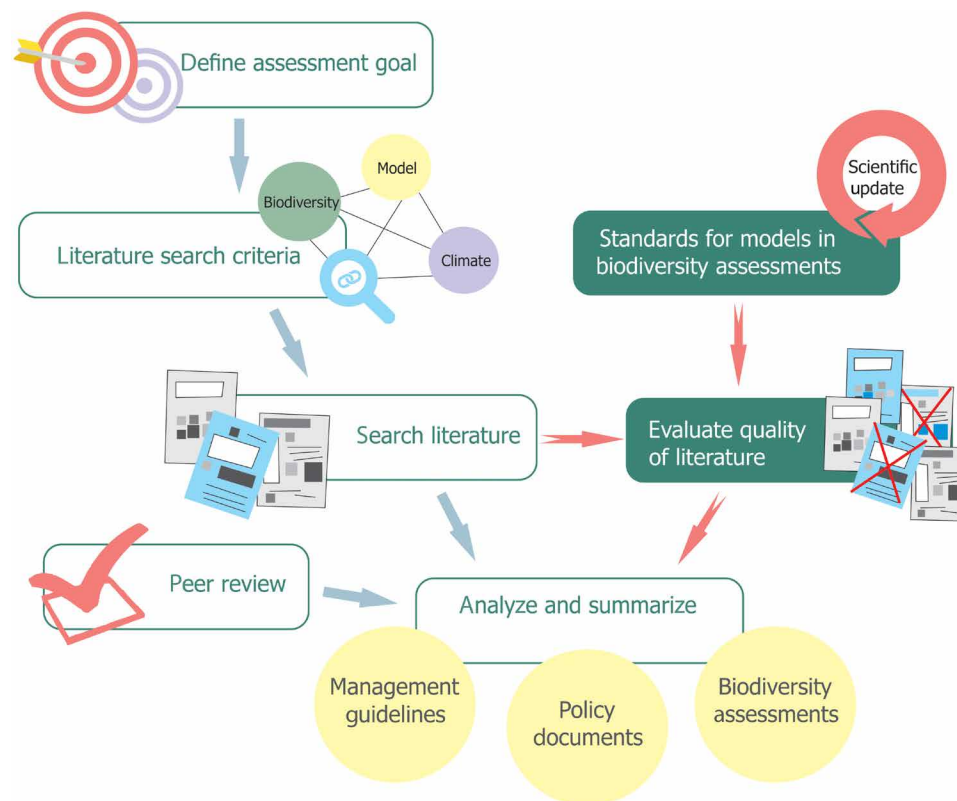 Define assessment goal
Model
Biodiversity
Climate
Literature search criteria
Scientific
update
Standards for models in
biodiversity assessments
Search literature
Evaluate quality
of literature
Peer review
Analyze and summarize
Management
guidelines
Policy
documents
Biodiversity
assessments